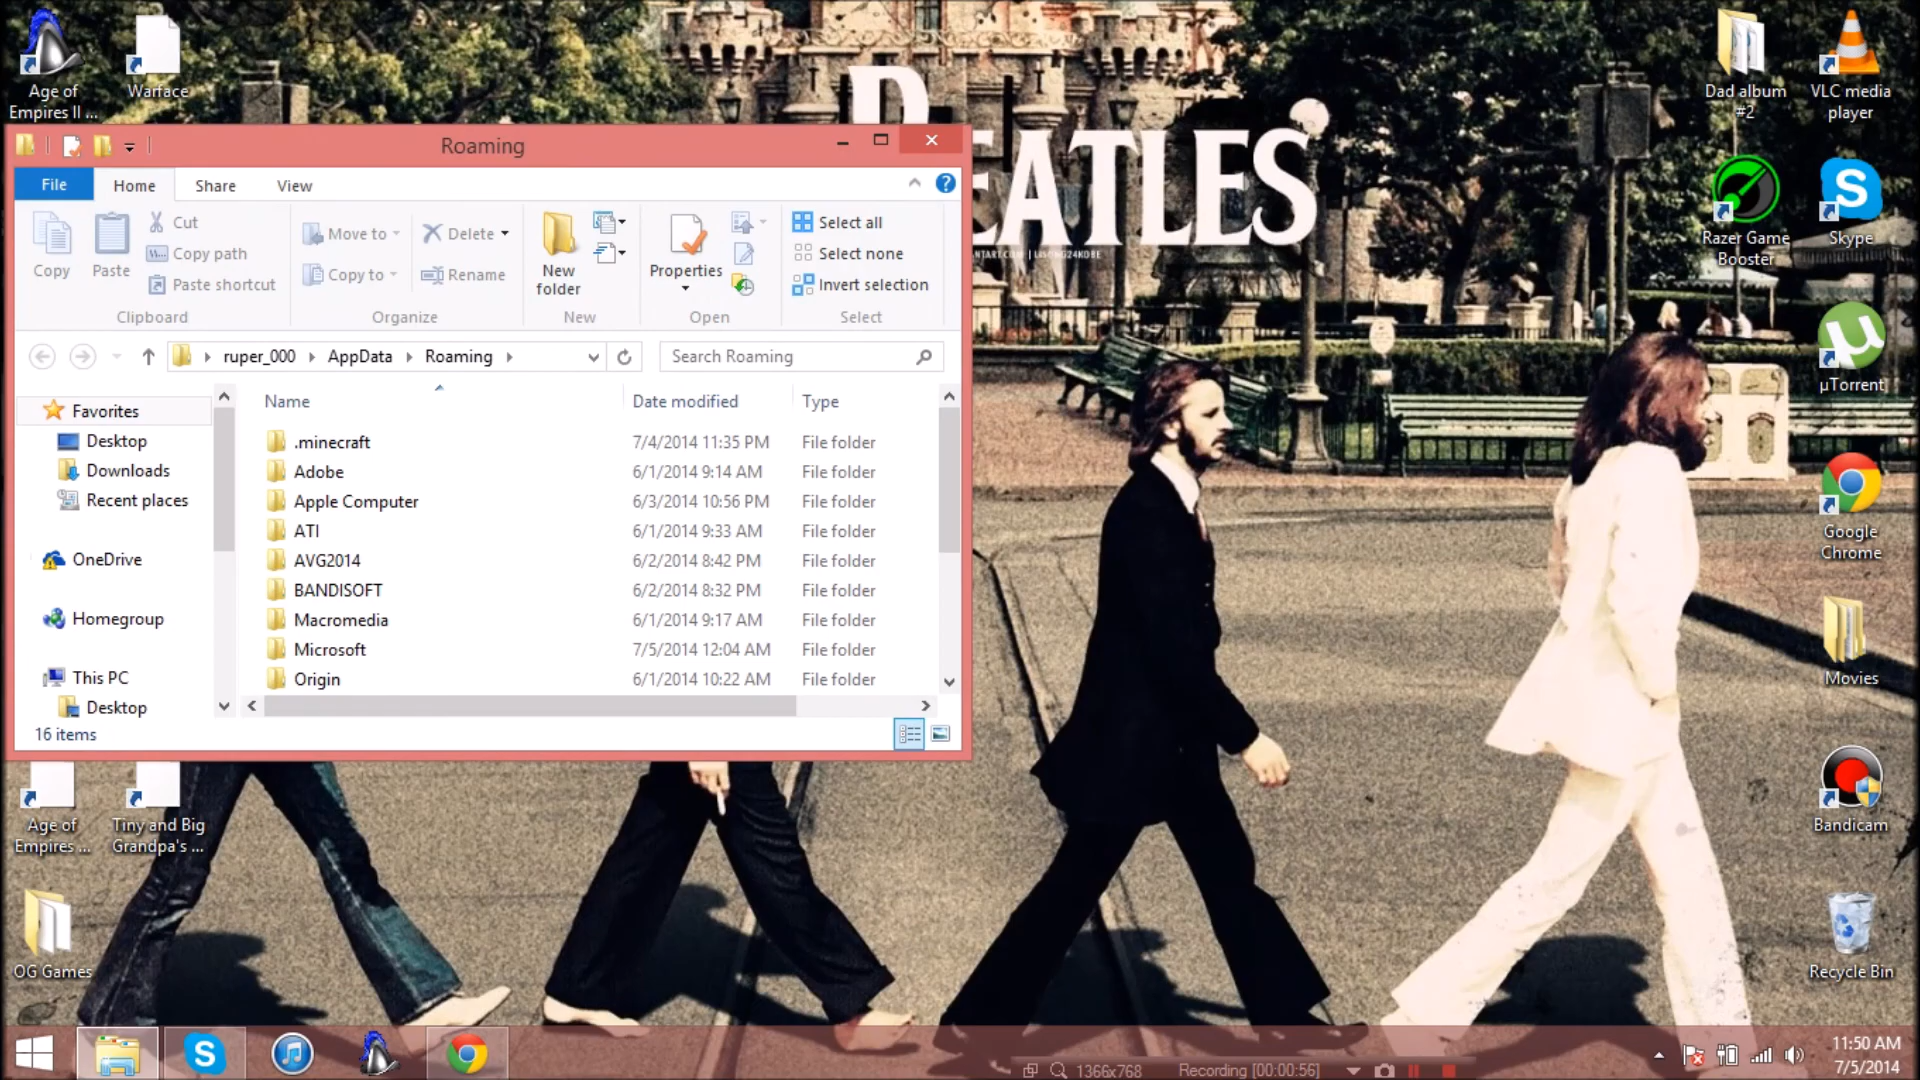 Age of
Empires II ...
Warface
Dad album
#2
VLC media
player
BEATLES
Roaming
File
Home
Share
View
Copy
Paste
Cut
Copy path
Paste shortcut
Clipboard
Move to
Copy to
Delete
Rename
Organize
New
folder
New
Properties
Open
Select all
Select none
Invert selection
Select
Razer Game
Booster
Skype
ruper_000
AppData
Roaming
Search Roaming
µTorrent
Favorites
Desktop
Downloads
Recent places
OneDrive
Homegroup
This PC
Desktop
Name
Date modified
Type
.minecraft
7/4/2014 11:35 PM
File folder
Adobe
6/1/2014 9:14 AM
File folder
Apple Computer
6/3/2014 10:56 PM
File folder
ATI
6/1/2014 9:33 AM
File folder
AVG2014
6/2/2014 8:42 PM
File folder
BANDISOFT
6/2/2014 8:32 PM
File folder
Macromedia
6/1/2014 9:17 AM
File folder
Microsoft
7/5/2014 12:04 AM
File folder
Origin
6/1/2014 10:22 AM
File folder
16 items
Google
Chrome
Movies
Bandicam
Age of
Empires ...
Tiny and Big
Grandpa's ...
OG Games
Recycle Bin
1366x768
Recording [00:00:56]
11:50 AM
7/5/2014